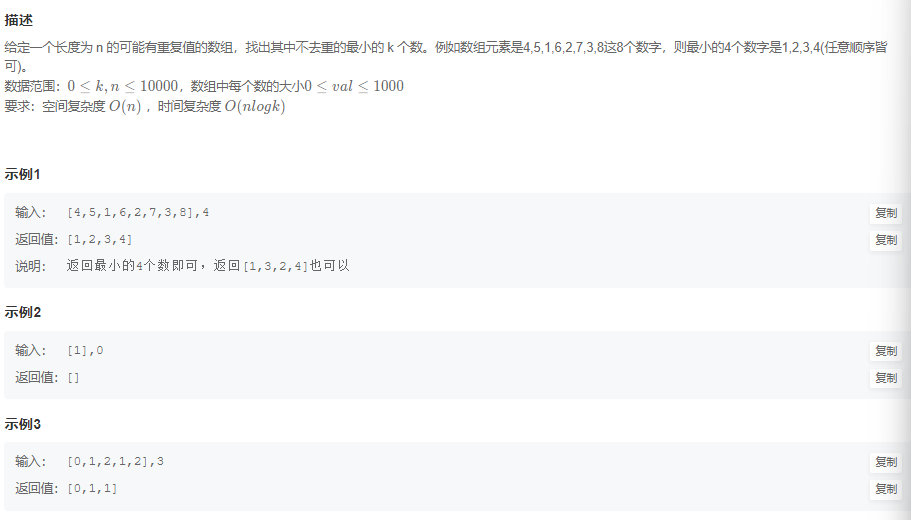 描述
给定一个长度为 n 的可能有重复值的数组，找出其中不去重的最小的 k 个数。例如数组元素是4,5,1,6,2,7,3,8这8个数字，则最小的4个数字是1,2,3,4(任意顺序皆
可)。
数据范围：0 ≤ k, n ≤ 10000，数组中每个数的大小0 ≤ val ≤ 1000
要求：空间复杂度 O(n) ，时间复杂度 O(nlogk)
示例1
输入： [4,5,1,6,2,7,3,8],4 复制
返回值：[1,2,3,4] 复制
说明： 返回最小的4个数即可，返回[1,3,2,4]也可以
示例2
输入： [1],0 复制
返回值：[] 复制
示例3
输入： [0,1,2,1,2],3 复制
返回值：[0,1,1] 复制